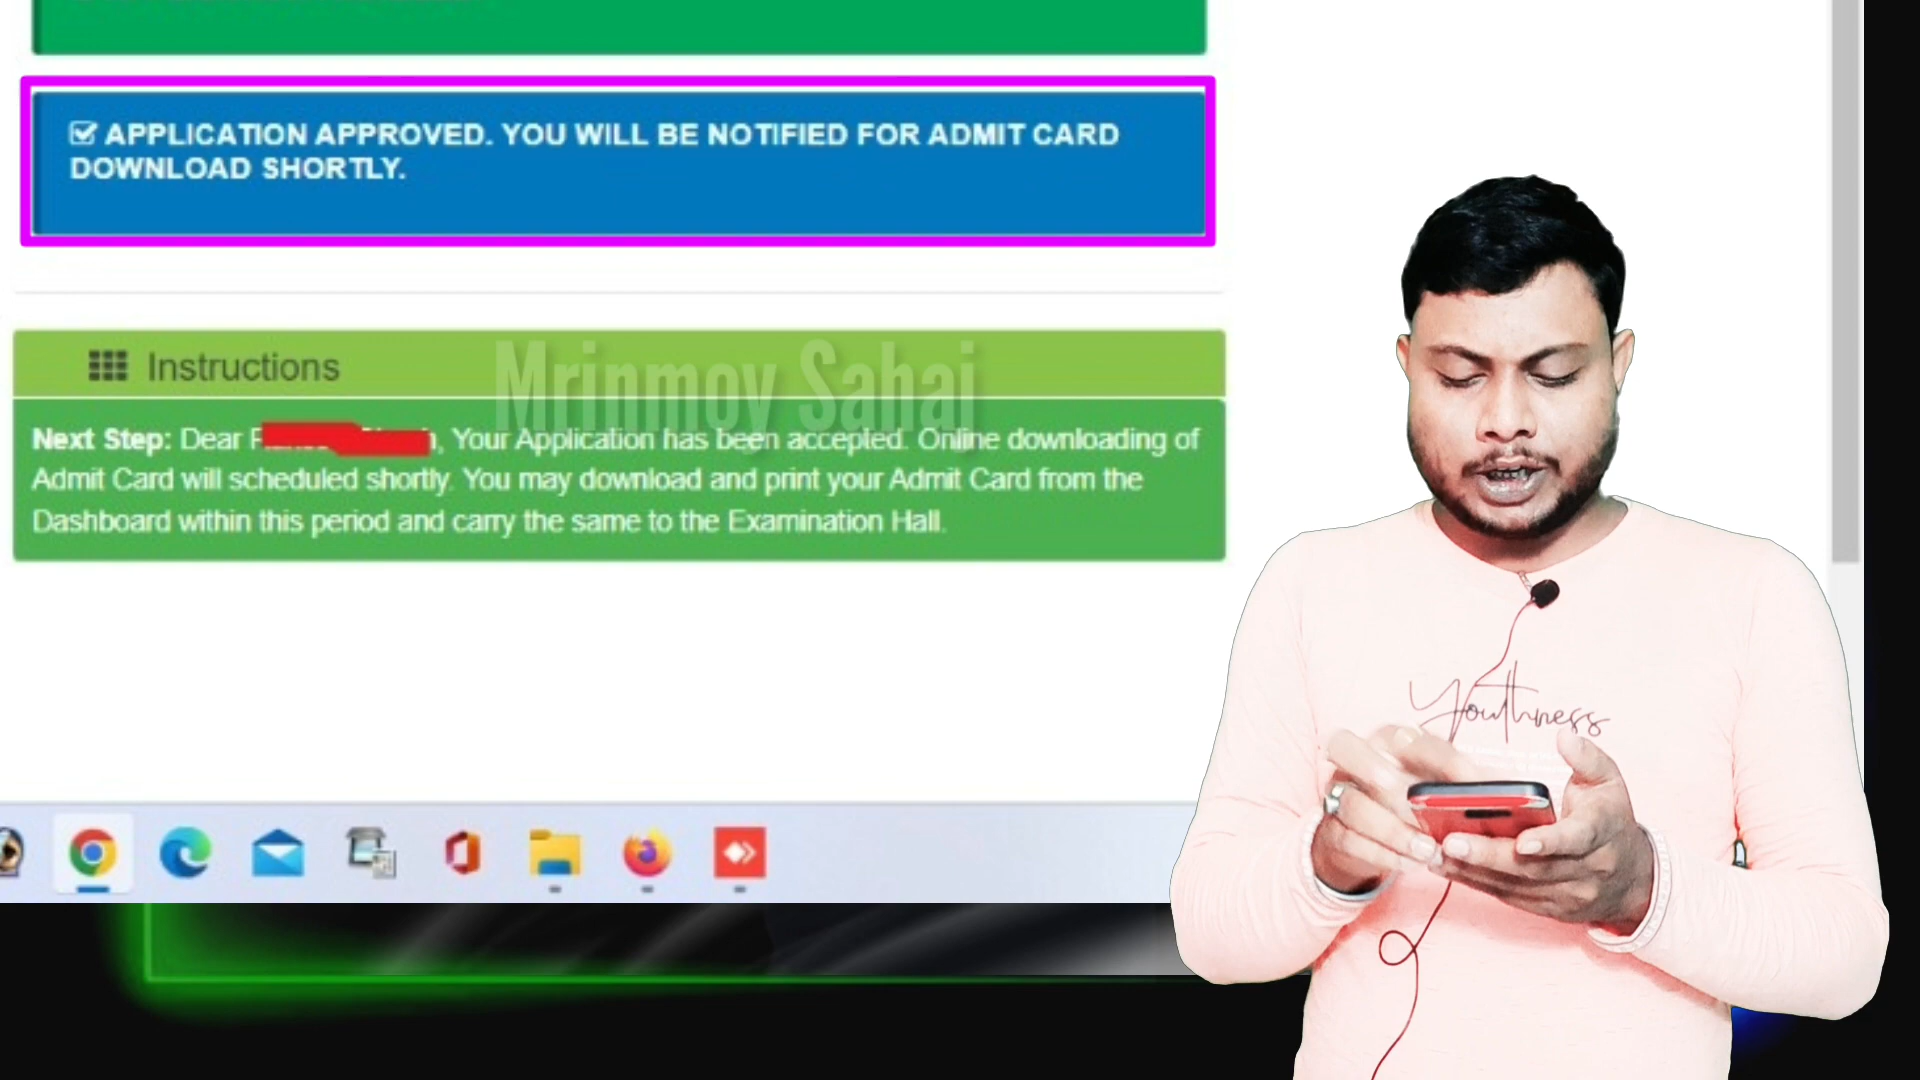 APPLICATION APPROVED. YOU WILL BE NOTIFIED FOR ADMIT CARD
DOWNLOAD SHORTLY.
Instructions
Mrinmoy Sahaj
Next Step: Dear , Your Application has been accepted. Online downloading of
Admit Card will scheduled shortly. You may download and print your Admit Card from the
Dashboard within this period and carry the same to the Examination Hall.
Youthness